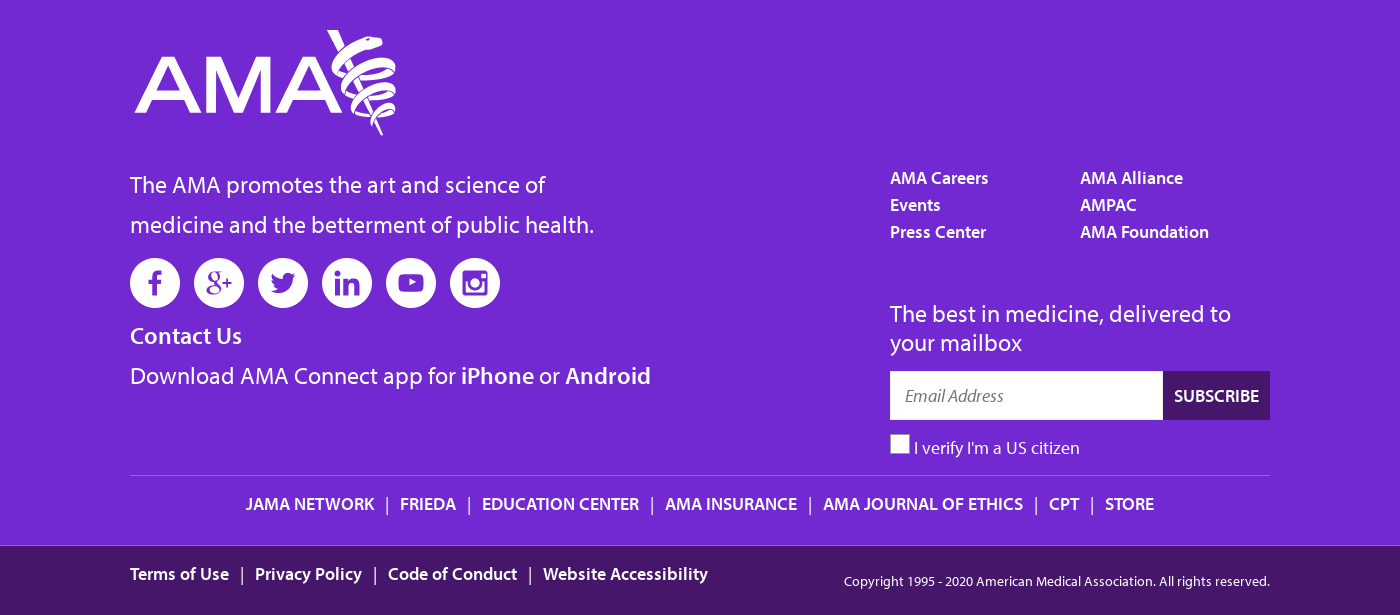 AMA
The AMA promotes the art and science of
medicine and the betterment of public health.
Contact Us
Download AMA Connect app for iPhone or Android
AMA Careers
Events
Press Center
AMA Alliance
AMPAC
AMA Foundation
The best in medicine, delivered to
your mailbox
Email Address
SUBSCRIBE
I verify I'm a US citizen
JAMA NETWORK | FRIEDA | EDUCATION CENTER | AMA INSURANCE | AMA JOURNAL OF ETHICS | CPT | STORE
Terms of Use | Privacy Policy | Code of Conduct | Website Accessibility
Copyright 1995 - 2020 American Medical Association. All rights reserved.